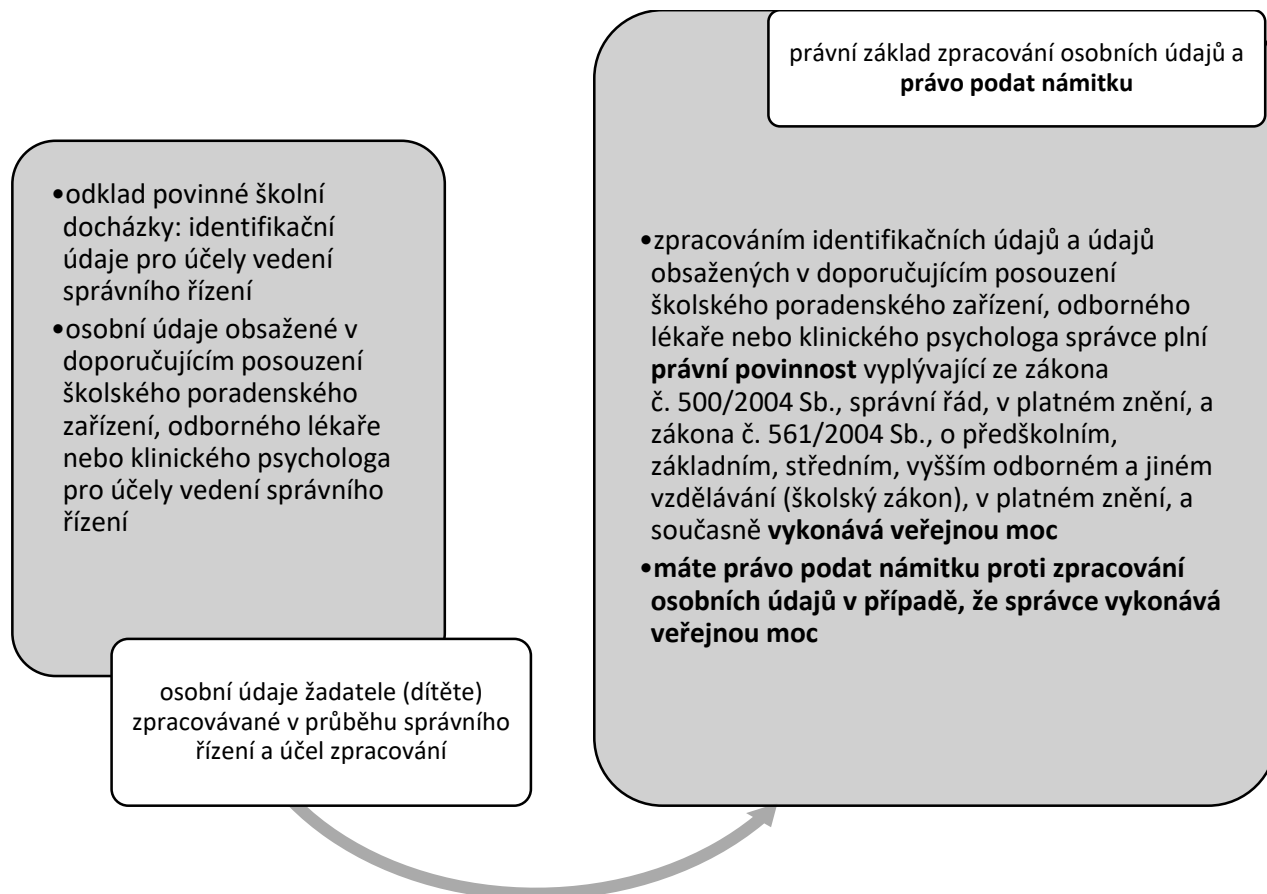 •odklad povinné školní
docházky: identifikační
údaje pro účely vedení
správního řízení
•osobní údaje obsažené v
doporučujícím posouzení
školského poradenského
zařízení, odborného lékaře
nebo klinického psychologa
pro účely vedení správního
řízení
osobní údaje žadatele (dítěte)
zpracovávané v průběhu správního
řízení a účel zpracování
právní základ zpracování osobních údajů a
právo podat námitku
•zpracováním identifikačních údajů a údajů
obsažených v doporučujícím posouzení
školského poradenského zařízení, odborného
lékaře nebo klinického psychologa správce plní
právní povinnost vyplývající ze zákona
č. 500/2004 Sb., správní řád, v platném znění, a
zákona č. 561/2004 Sb., o předškolním,
základním, středním, vyšším odborném a jiném
vzdělávání (školský zákon), v platném znění, a
současně vykonává veřejnou moc
•máte právo podat námitku proti zpracování
osobních údajů v případě, že správce vykonává
veřejnou moc